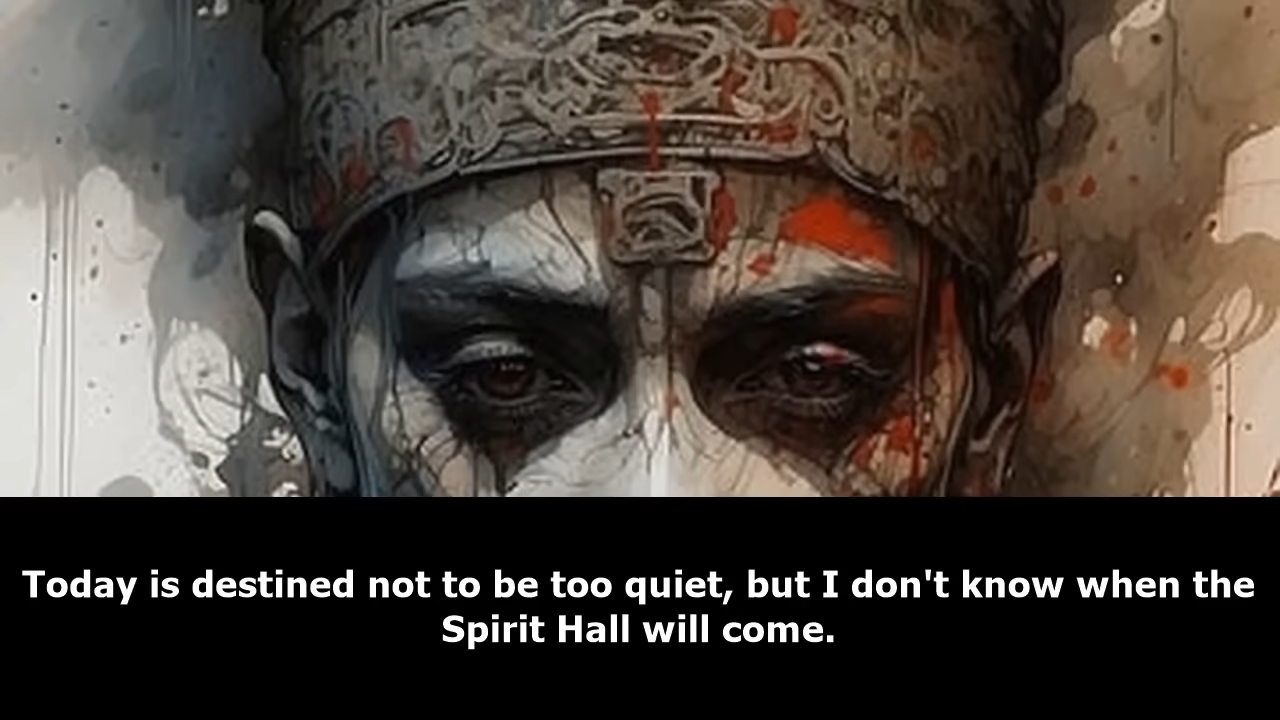 Today is destined not to be too quiet, but I don't know when the
Spirit Hall will come.